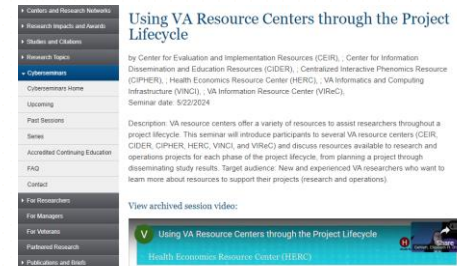 Centers and Research Networks
Research Impacts and Awards
Studies and Citations
Research Topics
Cyberseminars
Cyberseminars Home
Upcoming
Past Sessions
Series
Accredited Continuing Education
FAQ
Contact
For Researchers
For Managers
For Veterans
Partnered Research
Publications and Briefs
Using VA Resource Centers through the Project
Lifecycle
by Center for Evaluation and Implementation Resources (CEIR), , Center for Information
Dissemination and Education Resources (CIDER), , Centralized Interactive Phenomics Resource
(CIPHER), , Health Economics Resource Center (HERC), , VA Informatics and Computing
Infrastructure (VINCI), , VA Information Resource Center (VIReC),
Seminar date: 5/22/2024
Description: VA resource centers offer a variety of resources to assist researchers throughout a
project lifecycle. This seminar will introduce participants to several VA resource centers (CEIR,
CIDER, CIPHER, HERC, VINCI, and VIReC) and discuss resources available to research and
operations projects for each phase of the project lifecycle, from planning a project through
disseminating study results. Target audience: New and experienced VA researchers who want to
learn more about resources to support their projects (research and operations).
View archived session video:
V Using VA Resource Centers through the Project Lifecycle
Share
Health Economics Resource Center (HERC)